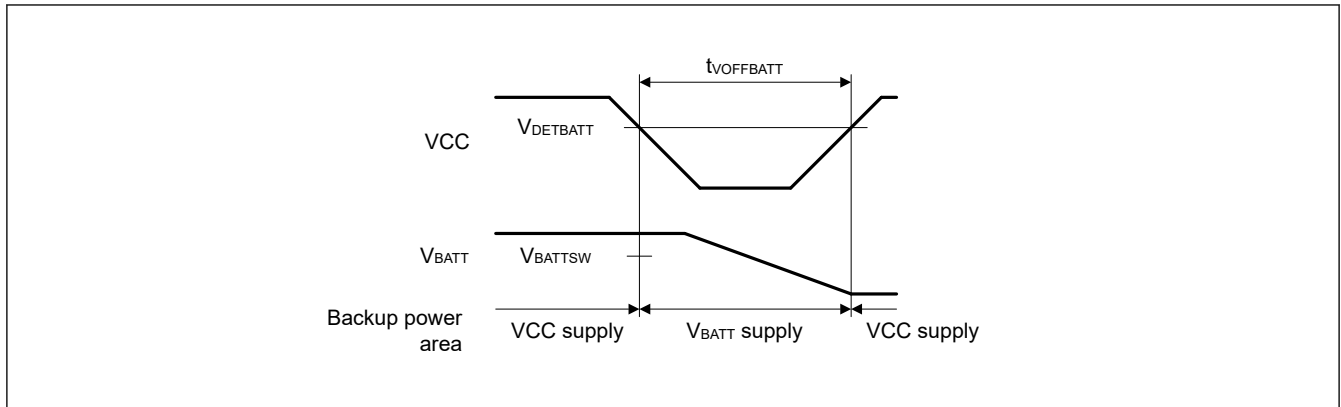 tVOFFBATT
VDETBATT
VCC
VBATT
VBATTSW
Backup power
area
VCC supply
VBATT supply
VCC supply